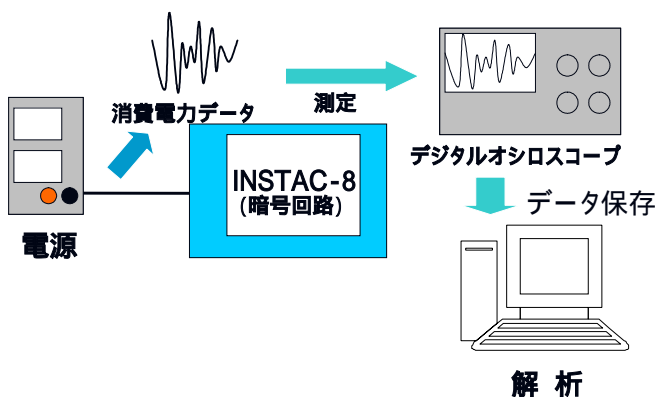 消費電力データ
測定
INSTAC-8
(暗号回路)
デジタルオシロスコープ
電源
データ保存
解 析